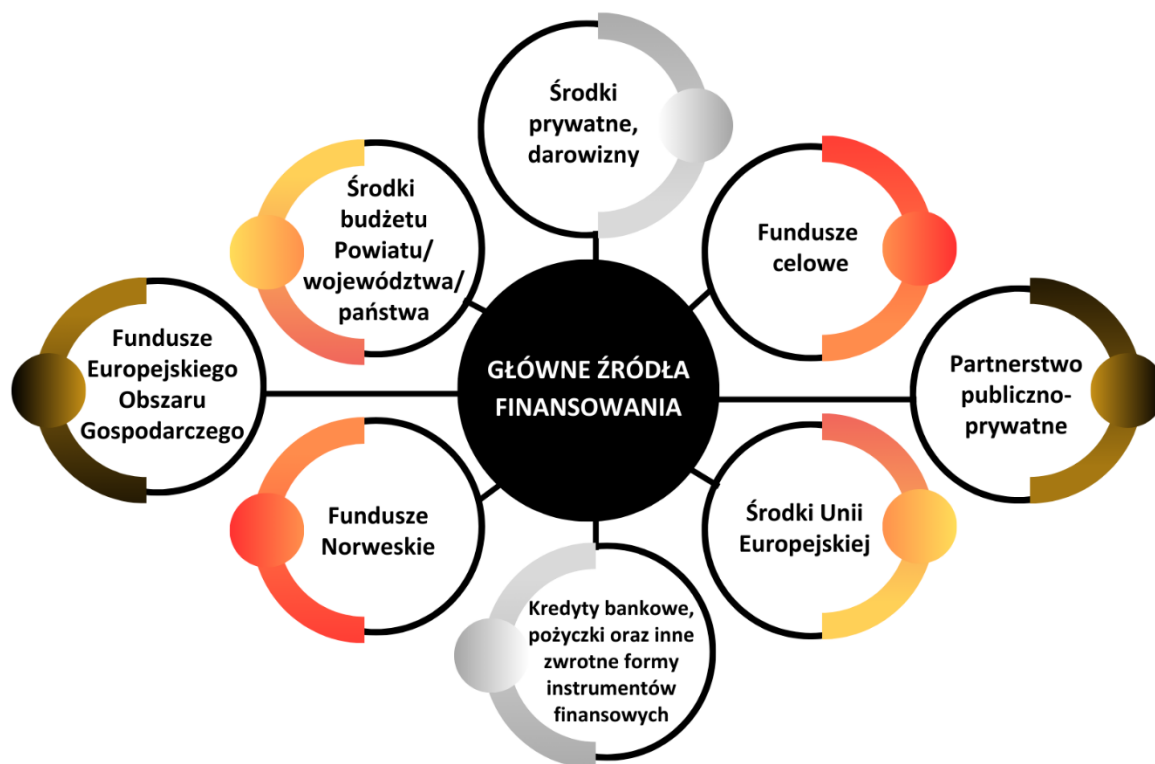 Środki
prywatne,
darowizny
Środki
budżetu
Powiatu/
województwa/
państwa
Fundusze
celowe
Fundusze
Europejskiego
Obszaru
Gospodarczego
GŁÓWNE ŹRÓDŁA
FINANSOWANIA
Partnerstwo
publiczno-
prywatne
Fundusze
Norweskie
Środki Unii
Europejskiej
Kredyty bankowe,
pożyczki oraz inne
zwrotne formy
instrumentów
finansowych